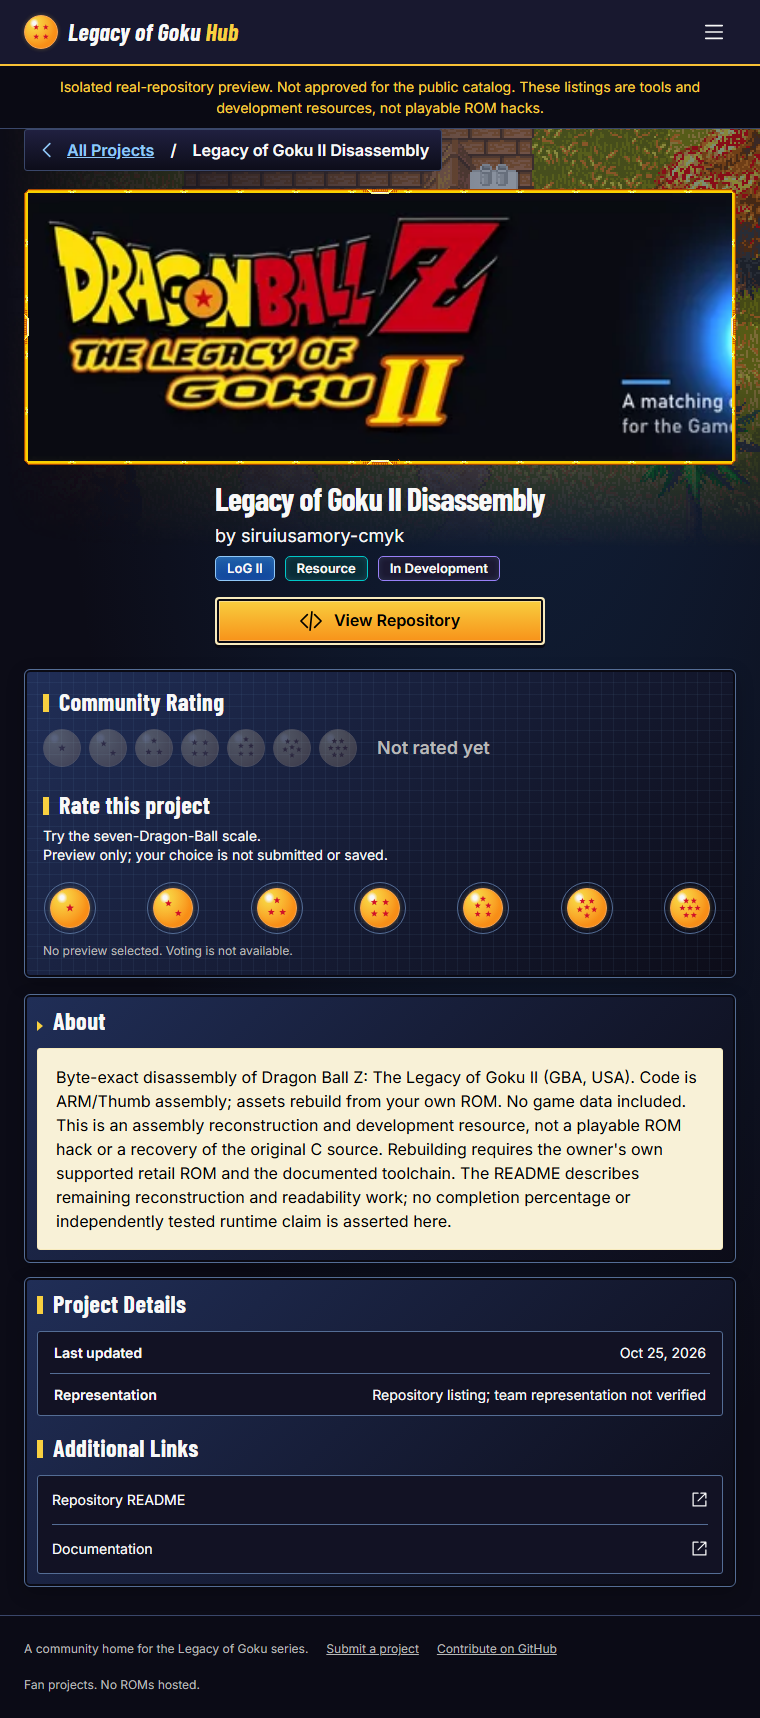 Legacy of Goku Hub
Isolated real-repository preview. Not approved for the public catalog. These listings are tools and
development resources, not playable ROM hacks.
All Projects / Legacy of Goku II Disassembly
DRAGON BALL Z
THE LEGACY OF
GOKU II
A matching
for the Game
Legacy of Goku II Disassembly
by siruiusamory-cmyk
LoG II Resource In Development
View Repository
Community Rating
Not rated yet
Rate this project
Try the seven-Dragon-Ball scale.
Preview only; your choice is not submitted or saved.
No preview selected. Voting is not available.
About
Byte-exact disassembly of Dragon Ball Z: The Legacy of Goku II (GBA, USA). Code is
ARM/Thumb assembly; assets rebuild from your own ROM. No game data included.
This is an assembly reconstruction and development resource, not a playable ROM
hack or a recovery of the original C source. Rebuilding requires the owner's own
supported retail ROM and the documented toolchain. The README describes
remaining reconstruction and readability work; no completion percentage or
independently tested runtime claim is asserted here.
Project Details
Last updated Oct 25, 2026
Representation Repository listing; team representation not verified
Additional Links
Repository README
Documentation
A community home for the Legacy of Goku series. Submit a project Contribute on GitHub
Fan projects. No ROMs hosted.